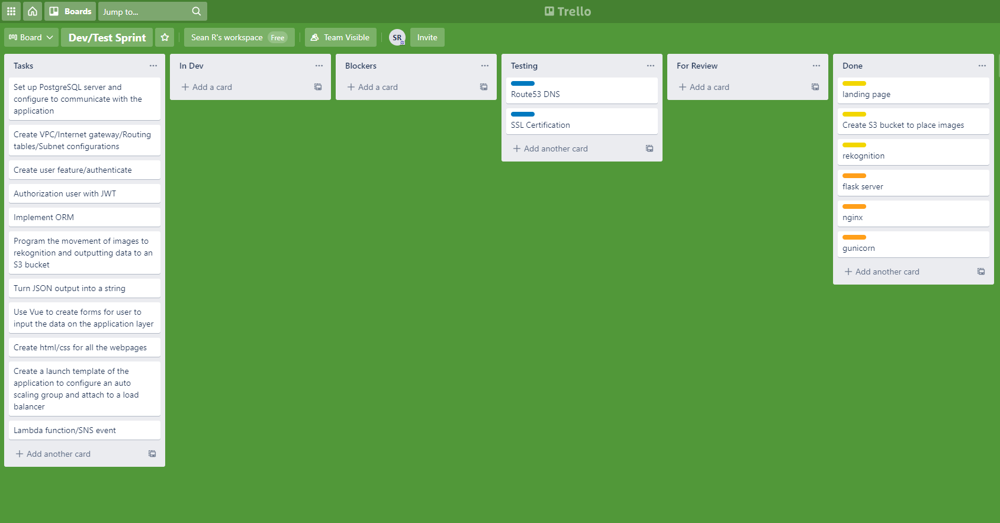 Boards
Jump to...
Trello
Board
Dev/Test Sprint
Sean R's workspace
Free
Team Visible
SR
Invite
Tasks
Set up PostgreSQL server and
configure to communicate with the
application
Create VPC/Internet gateway/Routing
tables/Subnet configurations
Create user feature/authenticate
Authorization user with JWT
Implement ORM
Program the movement of images to
rekognition and outputting data to an
S3 bucket
Turn JSON output into a string
Use Vue to create forms for user to
input the data on the application layer
Create html/css for all the webpages
Create a launch template of the
application to configure an auto
scaling group and attach to a load
balancer
Lambda function/SNS event
Add another card
In Dev
Add a card
Blockers
Add a card
Testing
Route53 DNS
SSL Certification
Add another card
For Review
Add a card
Done
landing page
Create S3 bucket to place images
rekognition
flask server
nginx
gunicorn
Add another card